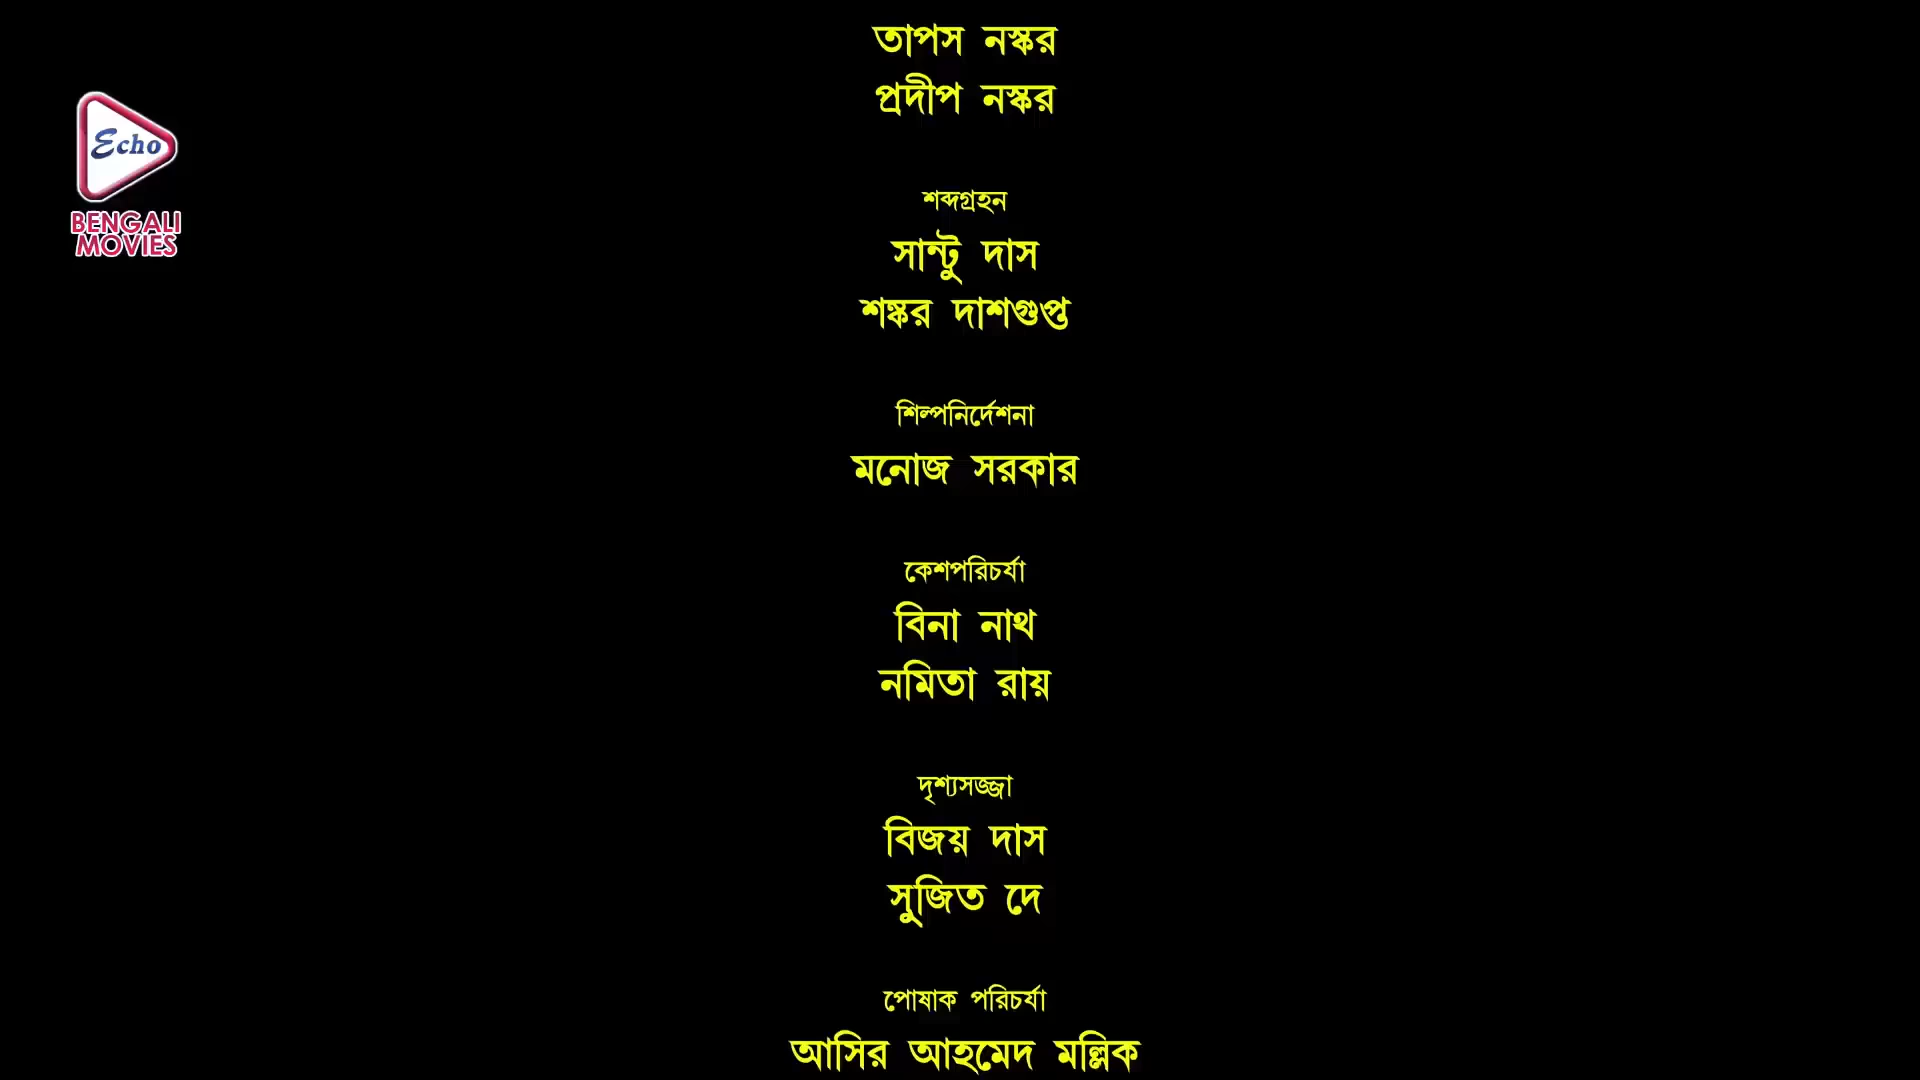 তাপস নস্কর
প্রদীপ নস্কর
Echo
BENGALI
MOVIES
শব্দগ্রহন
সান্টু দাস
শঙ্কর দাশগুপ্ত
শিল্পনির্দেশনা
মনোজ সরকার
কেশপরিচর্যা
বিনা নাথ
নমিতা রায়
দৃশ্যসজ্জা
বিজয় দাস
সুজিত দে
পোষাক পরিচর্যা
আসির আহমেদ মল্লিক